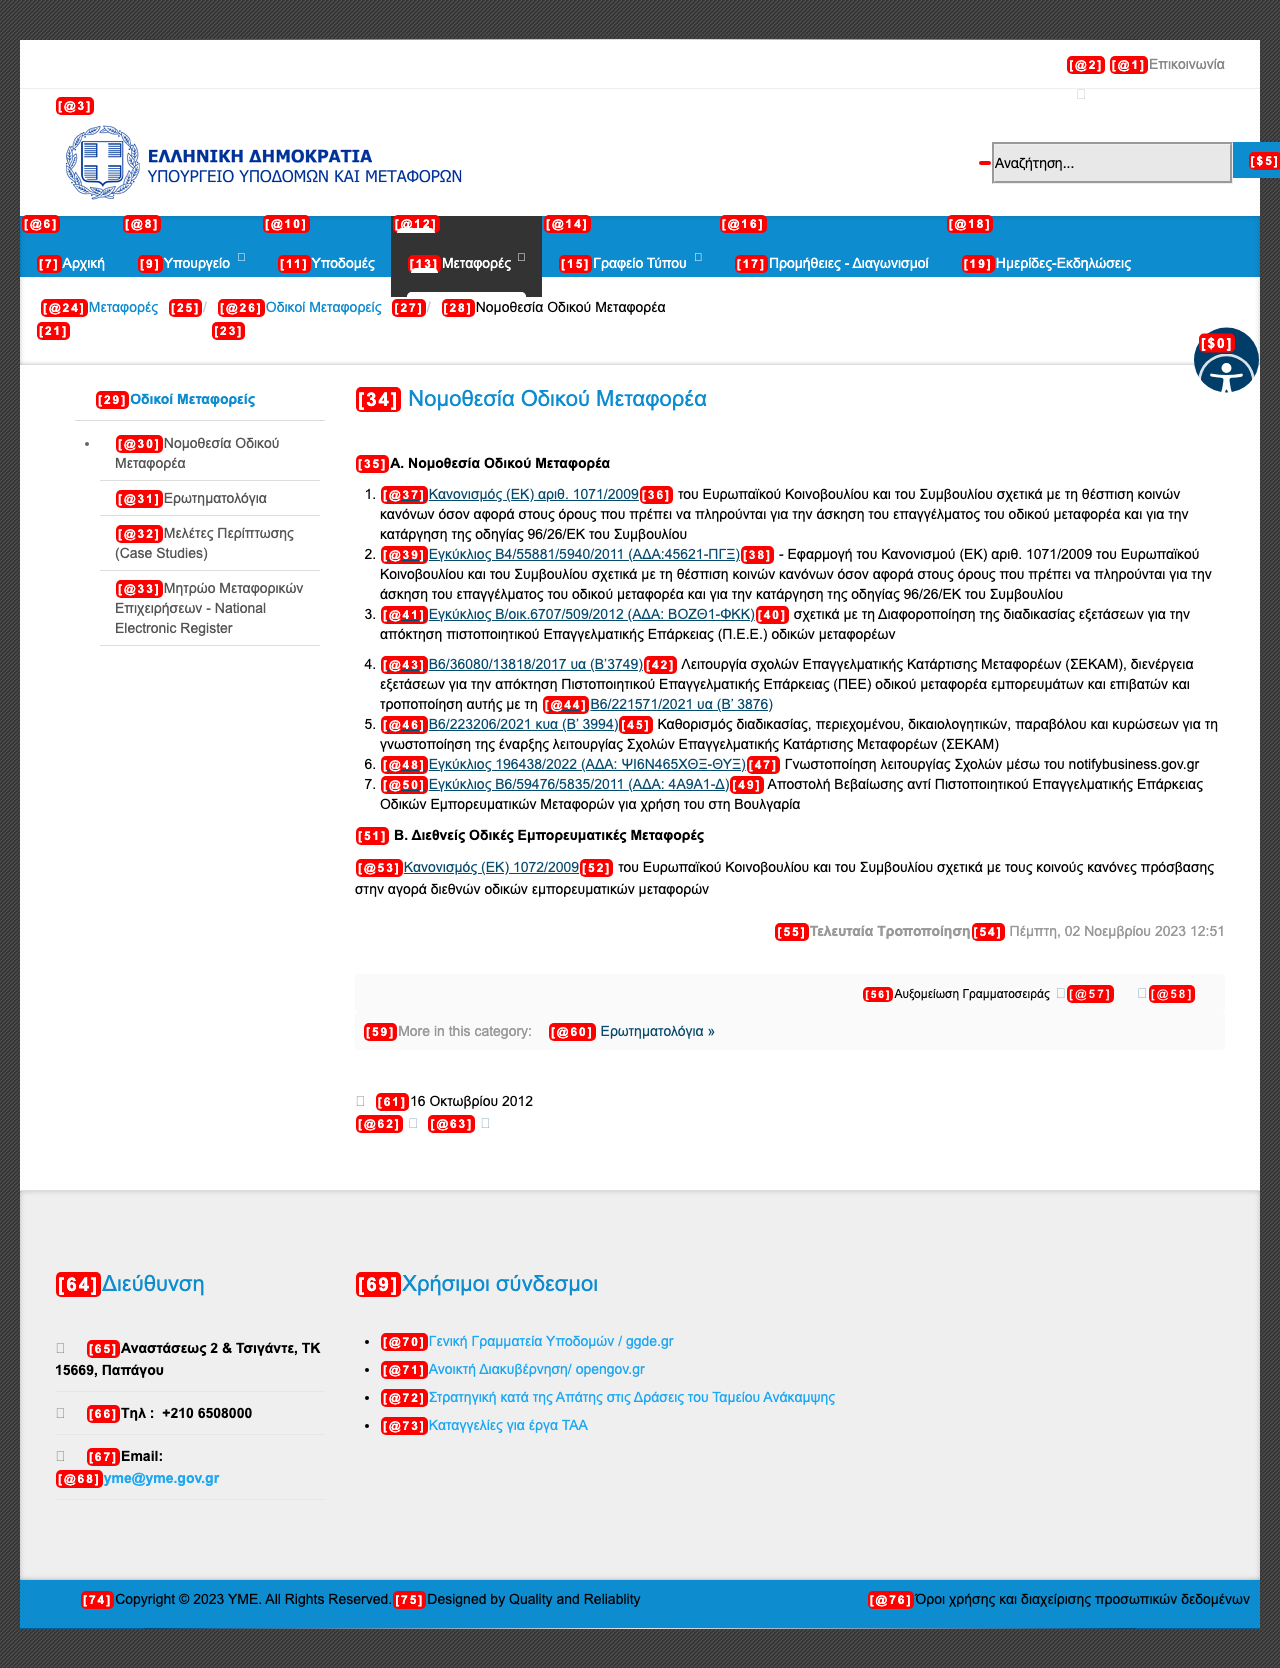 [@2] [@1]Επικοινωνία
[@3]
ΕΛΛΗΝΙΚΗ ΔΗΜΟΚΡΑΤΙΑ
ΥΠΟΥΡΓΕΙΟ ΥΠΟΔΟΜΩΝ ΚΑΙ ΜΕΤΑΦΟΡΩΝ
Αναζήτηση...
[$5]
[@6] [@8] [@10] [@12] [@14] [@16] [@18]
[7]Αρχική [9]Υπουργείο [11]Υποδομές [13]Μεταφορές [15]Γραφείο Τύπου [17]Προμήθειες - Διαγωνισμοί [19]Ημερίδες-Εκδηλώσεις
[@24]Μεταφορές [25]/ [@26]Οδικοί Μεταφορείς [27]/ [28]Νομοθεσία Οδικού Μεταφορέα
[21] [23]
[$0]
[29]Οδικοί Μεταφορείς
[@30]Νομοθεσία Οδικού
Μεταφορέα
[@31]Ερωτηματολόγια
[@32]Μελέτες Περίπτωσης
(Case Studies)
[@33]Μητρώο Μεταφορικών
Επιχειρήσεων - National
Electronic Register
[34] Νομοθεσία Οδικού Μεταφορέα
[35]Α. Νομοθεσία Οδικού Μεταφορέα
1. [@37]Κανονισμός (ΕΚ) αριθ. 1071/2009[36] του Ευρωπαϊκού Κοινοβουλίου και του Συμβουλίου σχετικά με τη θέσπιση κοινών
κανόνων όσον αφορά στους όρους που πρέπει να πληρούνται για την άσκηση του επαγγέλματος του οδικού μεταφορέα και για την
κατάργηση της οδηγίας 96/26/ΕΚ του Συμβουλίου
2. [@39]Εγκύκλιος Β4/55881/5940/2011 (ΑΔΑ:45621-ΠΓΞ)[38] - Εφαρμογή του Κανονισμού (ΕΚ) αριθ. 1071/2009 του Ευρωπαϊκού
Κοινοβουλίου και του Συμβουλίου σχετικά με τη θέσπιση κοινών κανόνων όσον αφορά στους όρους που πρέπει να πληρούνται για την
άσκηση του επαγγέλματος του οδικού μεταφορέα και για την κατάργηση της οδηγίας 96/26/ΕΚ του Συμβουλίου
3. [@41]Εγκύκλιος Β/οικ.6707/509/2012 (ΑΔΑ: ΒΟΖΘ1-ΦΚΚ)[40] σχετικά με τη Διαφοροποίηση της διαδικασίας εξετάσεων για την
απόκτηση πιστοποιητικού Επαγγελματικής Επάρκειας (Π.Ε.Ε.) οδικών μεταφορέων
4. [@43]Β6/36080/13818/2017 υα (Β'3749)[42] Λειτουργία σχολών Επαγγελματικής Κατάρτισης Μεταφορέων (ΣΕΚΑΜ), διενέργεια
εξετάσεων για την απόκτηση Πιστοποιητικού Επαγγελματικής Επάρκειας (ΠΕΕ) οδικού μεταφορέα εμπορευμάτων και επιβατών και
τροποποίηση αυτής με τη [@44]Β6/221571/2021 υα (Β' 3876)
5. [@46]Β6/223206/2021 κυα (Β' 3994)[45] Καθορισμός διαδικασίας, περιεχομένου, δικαιολογητικών, παραβόλου και κυρώσεων για τη
γνωστοποίηση της έναρξης λειτουργίας Σχολών Επαγγελματικής Κατάρτισης Μεταφορέων (ΣΕΚΑΜ)
6. [@48]Εγκύκλιος 196438/2022 (ΑΔΑ: ΨΙ6Ν465ΧΘΞ-ΘΥΞ)[47] Γνωστοποίηση λειτουργίας Σχολών μέσω του notifybusiness.gov.gr
7. [@50]Εγκύκλιος Β6/59476/5835/2011 (ΑΔΑ: 4Α9Α1-Δ)[49] Αποστολή Βεβαίωσης αντί Πιστοποιητικού Επαγγελματικής Επάρκειας
Οδικών Εμπορευματικών Μεταφορών για χρήση του στη Βουλγαρία
[51] Β. Διεθνείς Οδικές Εμπορευματικές Μεταφορές
[@53]Κανονισμός (ΕΚ) 1072/2009[52] του Ευρωπαϊκού Κοινοβουλίου και του Συμβουλίου σχετικά με τους κοινούς κανόνες πρόσβασης
στην αγορά διεθνών οδικών εμπορευματικών μεταφορών
[55]Τελευταία Τροποποίηση[54] Πέμπτη, 02 Νοεμβρίου 2023 12:51
[56]Αυξομείωση Γραμματοσειράς [@57] [@58]
[59]More in this category: [@60] Ερωτηματολόγια »
[61]16 Οκτωβρίου 2012
[@62] [@63]
[64]Διεύθυνση
[65]Αναστάσεως 2 & Τσιγάντε, ΤΚ
15669, Παπάγου
[66]Τηλ : +210 6508000
[67]Email:
[@68]yme@yme.gov.gr
[69]Χρήσιμοι σύνδεσμοι
[@70]Γενική Γραμματεία Υποδομών / ggde.gr
[@71]Ανοικτή Διακυβέρνηση/ opengov.gr
[@72]Στρατηγική κατά της Απάτης στις Δράσεις του Ταμείου Ανάκαμψης
[@73]Καταγγελίες για έργα ΤΑΑ
[74]Copyright © 2023 YME. All Rights Reserved.[75]Designed by Quality and Reliablity [@76]Όροι χρήσης και διαχείρισης προσωπικών δεδομένων